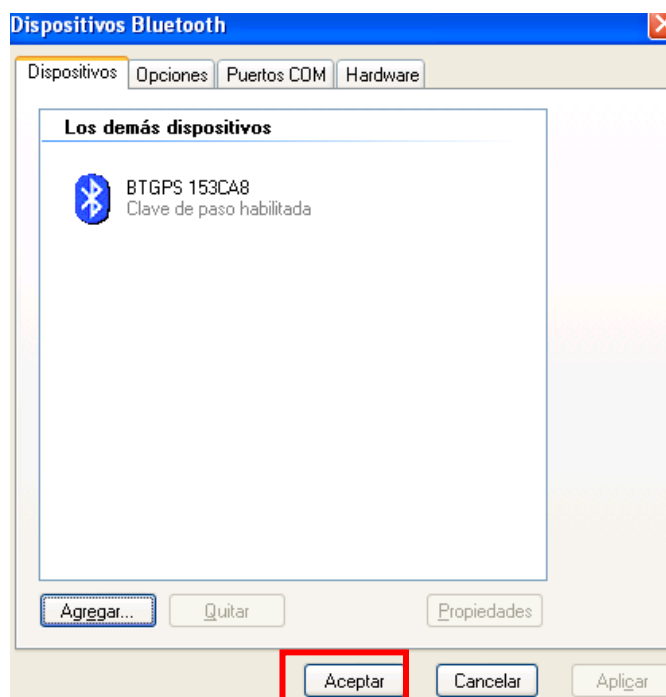 Dispositivos Bluetooth
Dispositivos Opciones Puertos COM Hardware
Los demás dispositivos
BTGPS 153CA8
Clave de paso habilitada
Agregar... Quitar Propiedades
Aceptar Cancelar Aplicar